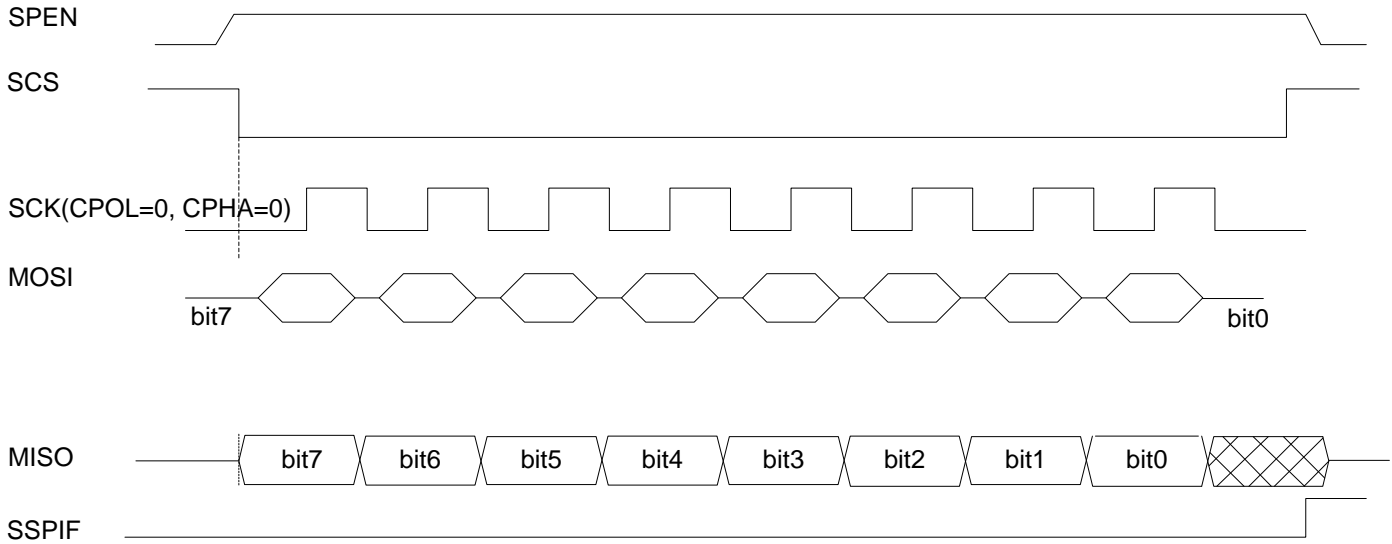 SPEN
SCS
SCK(CPOL=0, CPHA=0)
MOSI
bit7
bit0
MISO
bit7 bit6 bit5 bit4 bit3 bit2 bit1 bit0
SSPIF